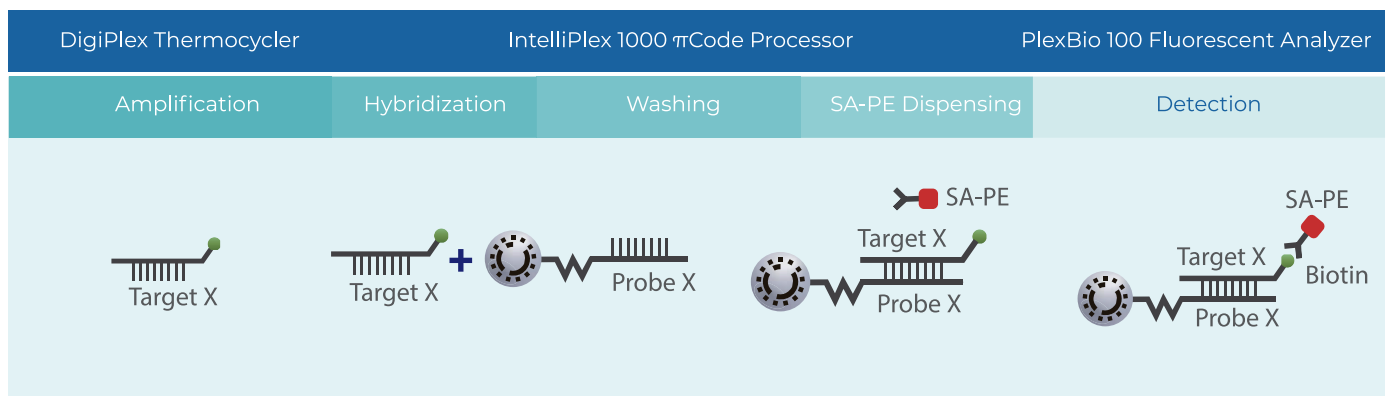 DigiPlex Thermocycler
IntelliPlex 1000 πCode Processor
PlexBio 100 Fluorescent Analyzer
Amplification
Hybridization
Washing
SA-PE Dispensing
Detection
Target X
Target X
+
Probe X
SA-PE
Target X
Probe X
SA-PE
Target X
Biotin
Probe X